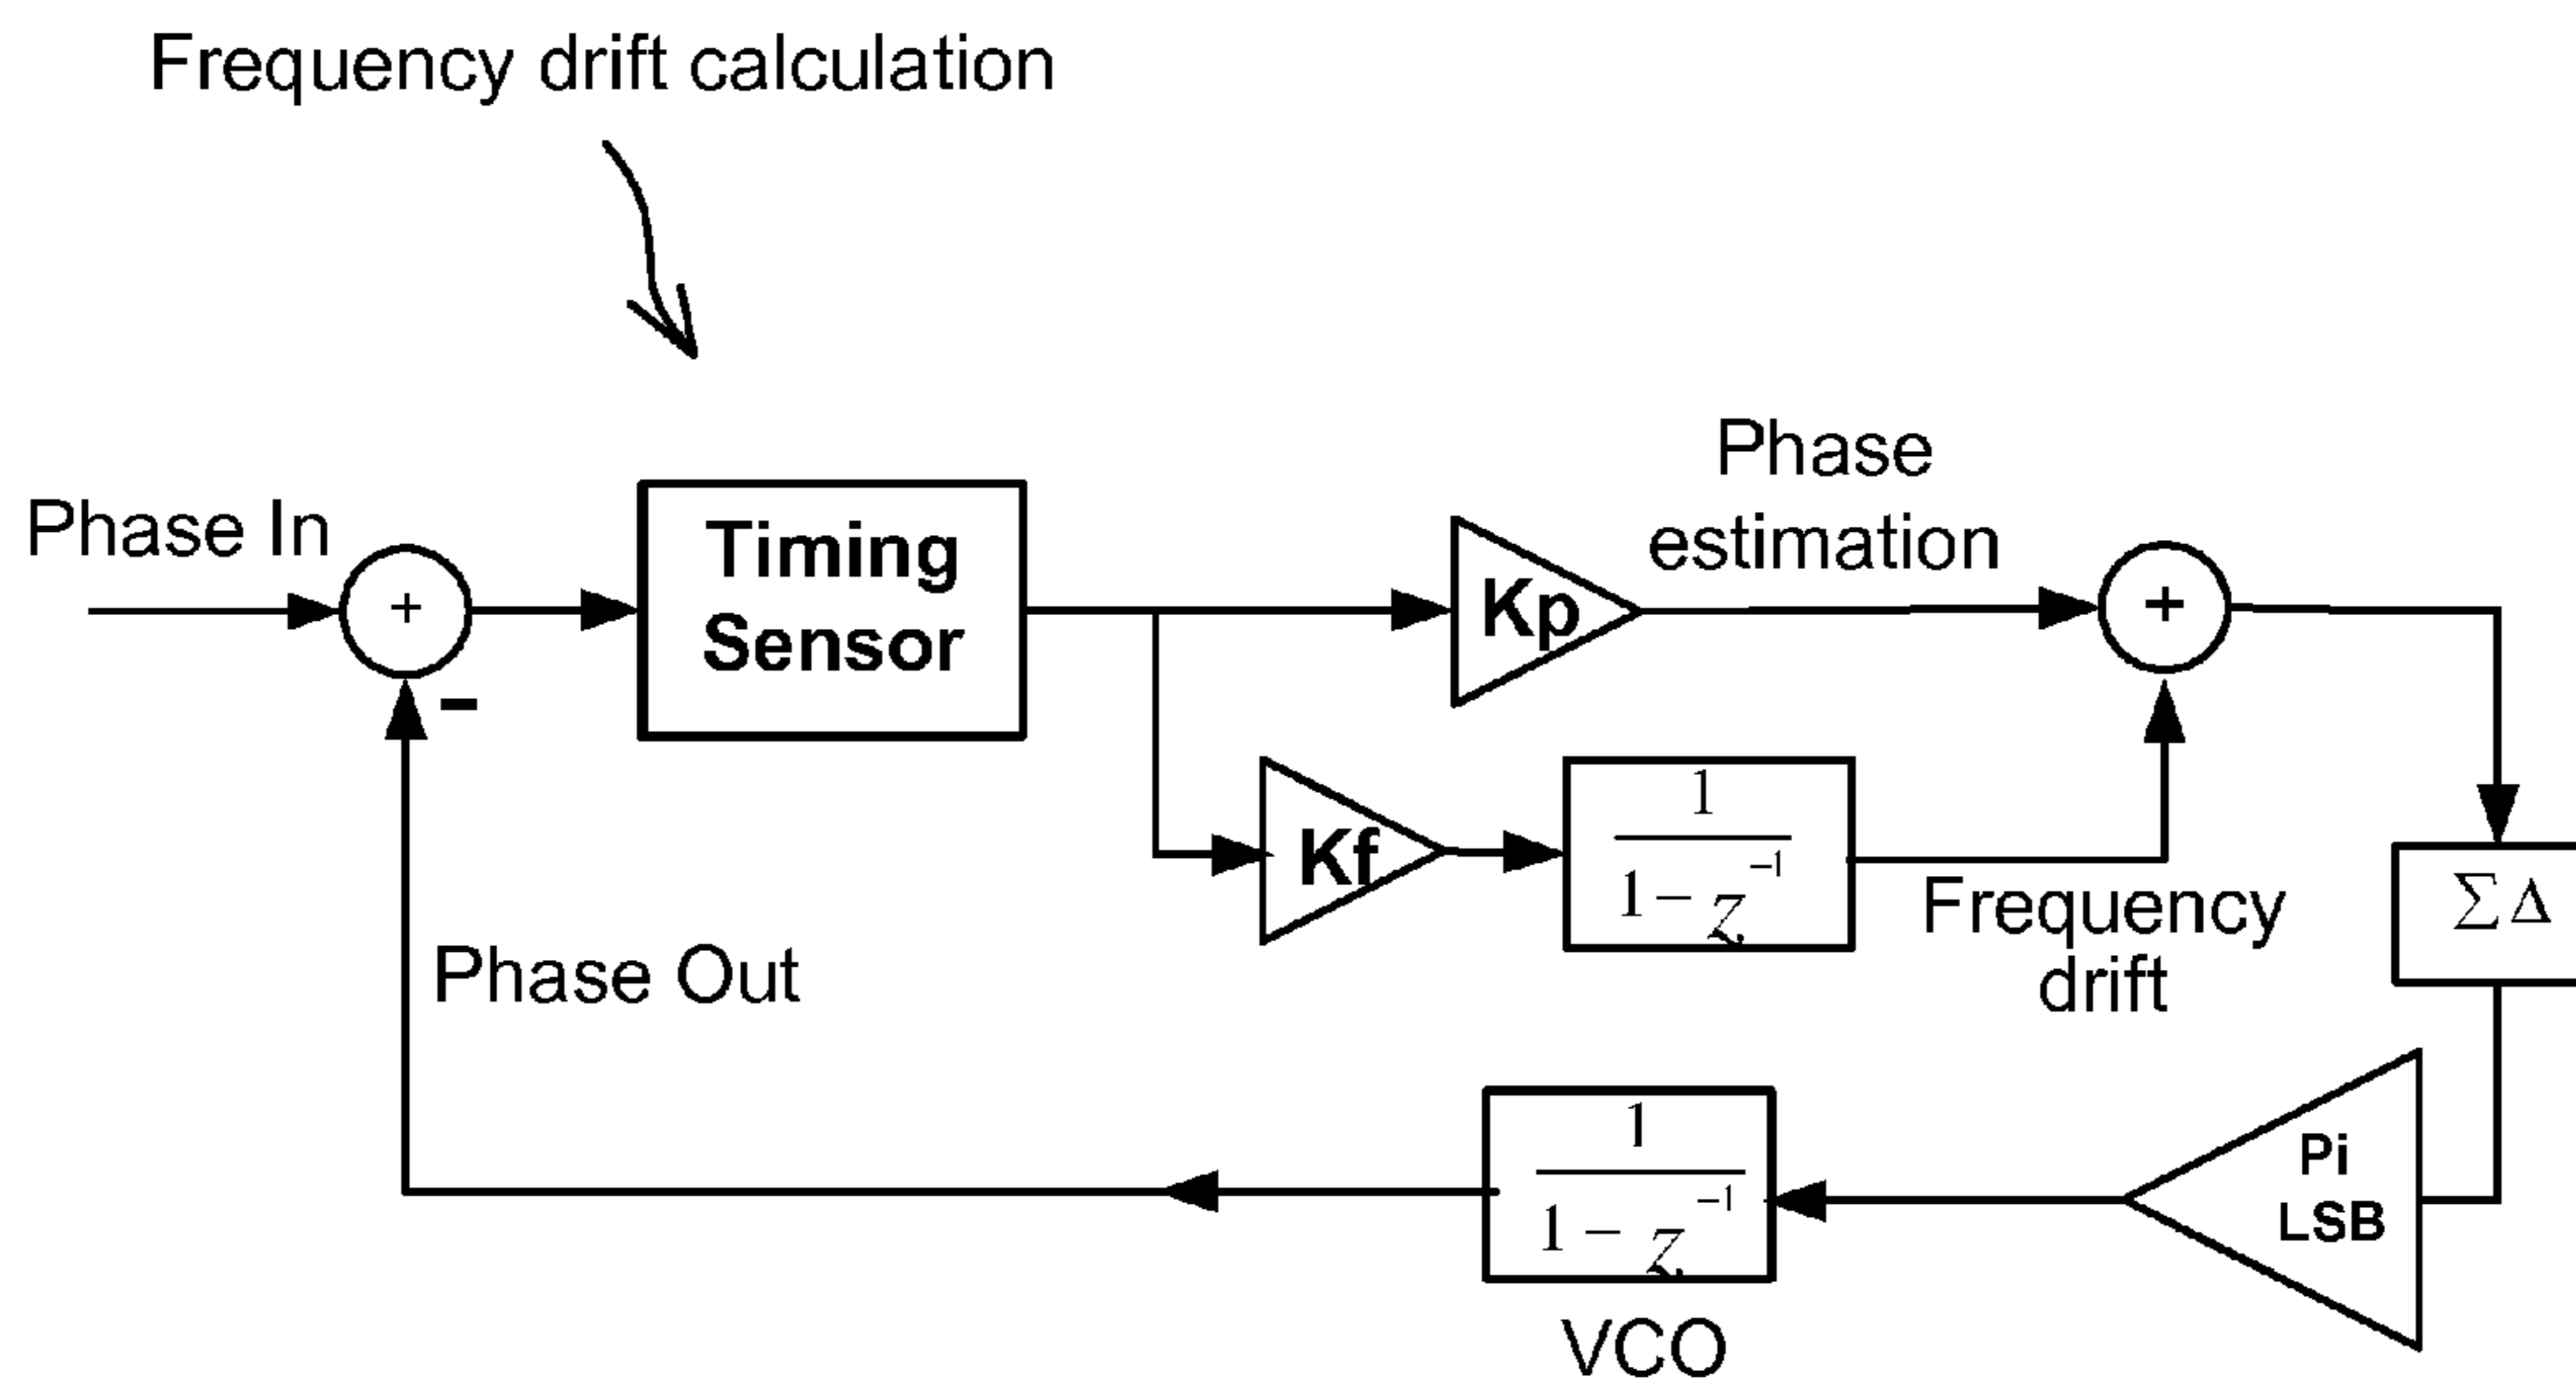 Frequency drift calculation
Phase In
+
-
Timing
Sensor
Kp
Phase
estimation
+
Kf
1
1 - z⁻¹
Frequency
drift
Σ Δ
Phase Out
1
1 - z⁻¹
VCO
Pi
LSB